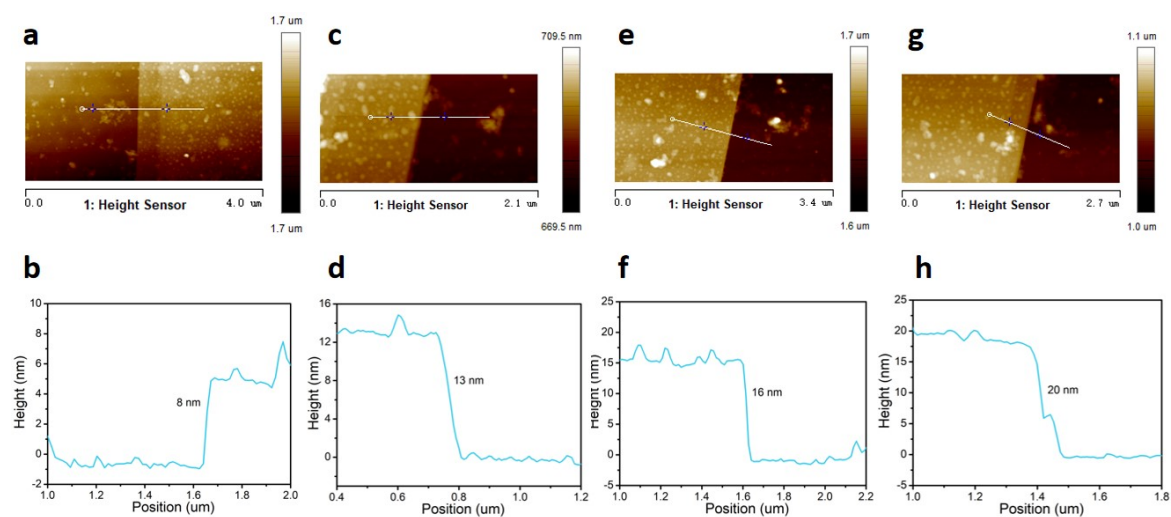 a
1.7 um
1.7 um
0.0
4.0 um
1: Height Sensor
c
709.5 nm
669.5 nm
0.0
2.1 um
1: Height Sensor
e
1.7 um
1.6 um
0.0
3.4 um
1: Height Sensor
g
1.1 um
1.0 um
0.0
2.7 um
1: Height Sensor
b
10
8
6
4
2
0
-2
Height (nm)
8 nm
1.0 1.2 1.4 1.6 1.8 2.0
Position (um)
d
16
12
8
4
0
Height (nm)
13 nm
0.4 0.6 0.8 1.0 1.2
Position (um)
f
25
20
15
10
5
0
-5
Height (nm)
16 nm
1.0 1.2 1.4 1.6 1.8 2.0 2.2
Position (um)
h
25
20
15
10
5
0
-5
Height (nm)
20 nm
1.0 1.2 1.4 1.6 1.8
Position (um)